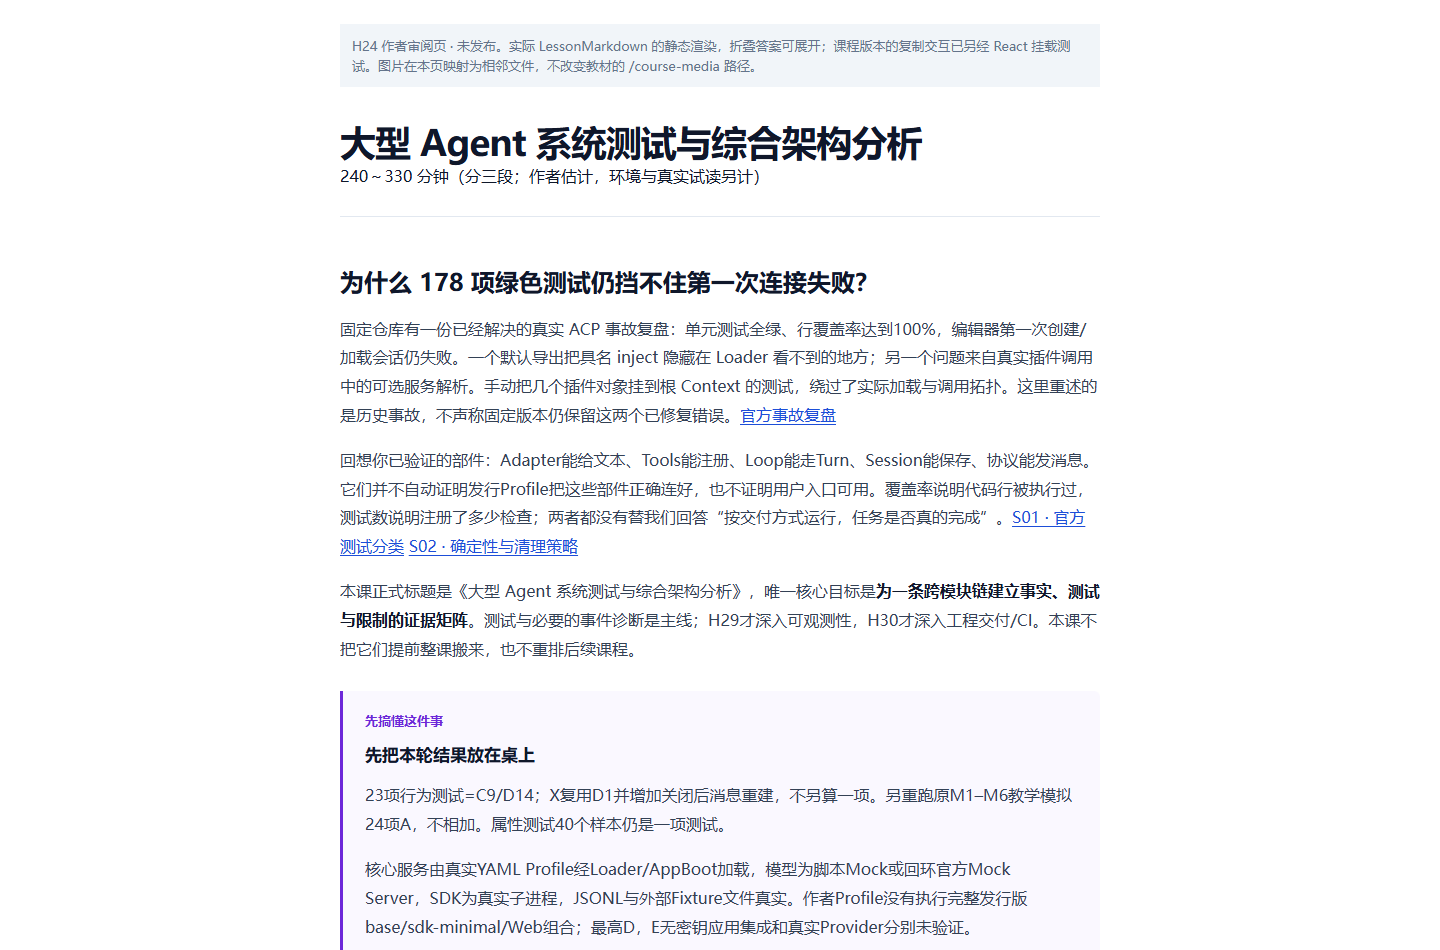 H24 作者审阅页 · 未发布。实际 LessonMarkdown 的静态渲染，折叠答案可展开；课程版本的复制交互已另经 React 挂载测
试。图片在本页映射为相邻文件，不改变教材的 /course-media 路径。
大型 Agent 系统测试与综合架构分析
240～330 分钟（分三段；作者估计，环境与真实试读另计）
为什么 178 项绿色测试仍挡不住第一次连接失败？
固定仓库有一份已经解决的真实 ACP 事故复盘：单元测试全绿、行覆盖率达到100%，编辑器第一次创建/
加载会话仍失败。一个默认导出把具名 inject 隐藏在 Loader 看不到的地方；另一个问题来自真实插件调用
中的可选服务解析。手动把几个插件对象挂到根 Context 的测试，绕过了实际加载与调用拓扑。这里重述的
是历史事故，不声称固定版本仍保留这两个已修复错误。官方事故复盘
回想你已验证的部件：Adapter能给文本、Tools能注册、Loop能走Turn、Session能保存、协议能发消息。
它们并不自动证明发行Profile把这些部件正确连好，也不证明用户入口可用。覆盖率说明代码行被执行过，
测试数说明注册了多少检查；两者都没有替我们回答“按交付方式运行，任务是否真的完成”。S01 · 官方
测试分类 S02 · 确定性与清理策略
本课正式标题是《大型 Agent 系统测试与综合架构分析》，唯一核心目标是为一条跨模块链建立事实、测试
与限制的证据矩阵。测试与必要的事件诊断是主线；H29才深入可观测性，H30才深入工程交付/CI。本课不
把它们提前整课搬来，也不重排后续课程。
先搞懂这件事
先把本轮结果放在桌上
23项行为测试=C9/D14；X复用D1并增加关闭后消息重建，不另算一项。另重跑原M1–M6教学模拟
24项A，不相加。属性测试40个样本仍是一项测试。
核心服务由真实YAML Profile经Loader/AppBoot加载，模型为脚本Mock或回环官方Mock
Server，SDK为真实子进程，JSONL与外部Fixture文件真实。作者Profile没有执行完整发行版
base/sdk-minimal/Web组合；最高D，E无密钥应用集成和真实Provider分别未验证。